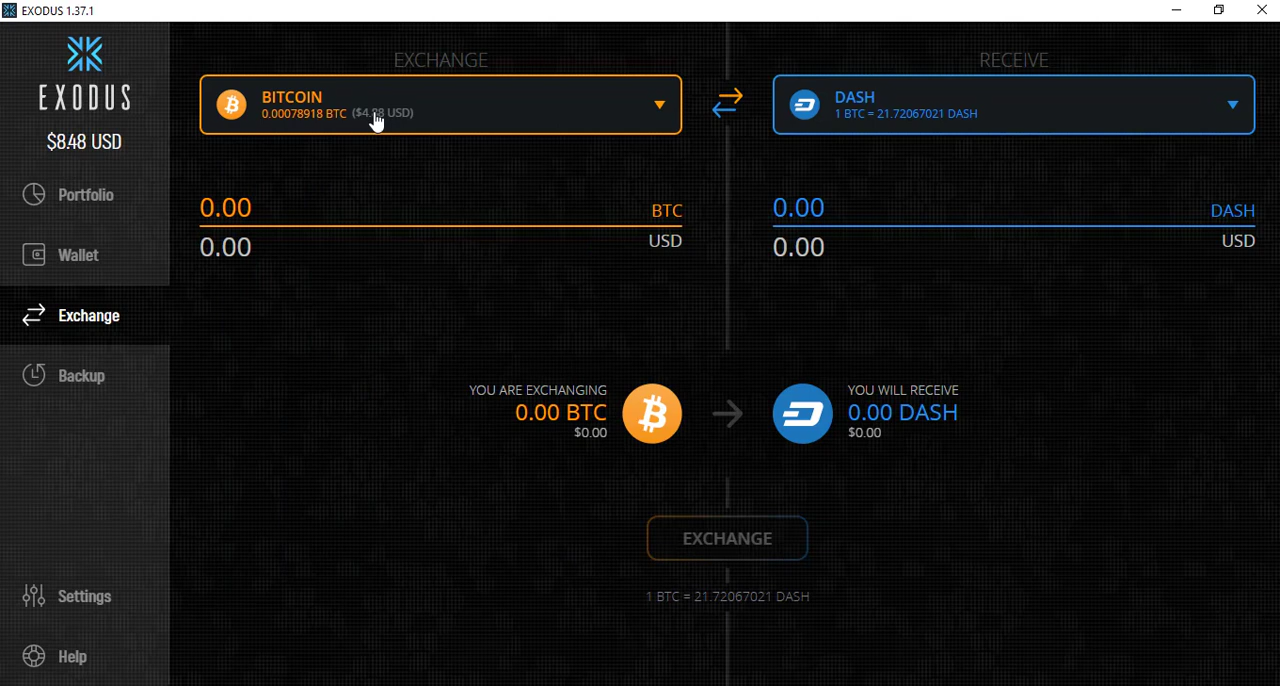 EXODUS 1.37.1
EXODUS
$8.48 USD
Portfolio
Wallet
Exchange
Backup
Settings
Help
EXCHANGE
BITCOIN
0.00078918 BTC ($4.88 USD)
0.00 BTC
0.00 USD
RECEIVE
DASH
1 BTC = 21.72067021 DASH
0.00 DASH
0.00 USD
YOU ARE EXCHANGING
0.00 BTC
$0.00
YOU WILL RECEIVE
0.00 DASH
$0.00
EXCHANGE
1 BTC = 21.72067021 DASH